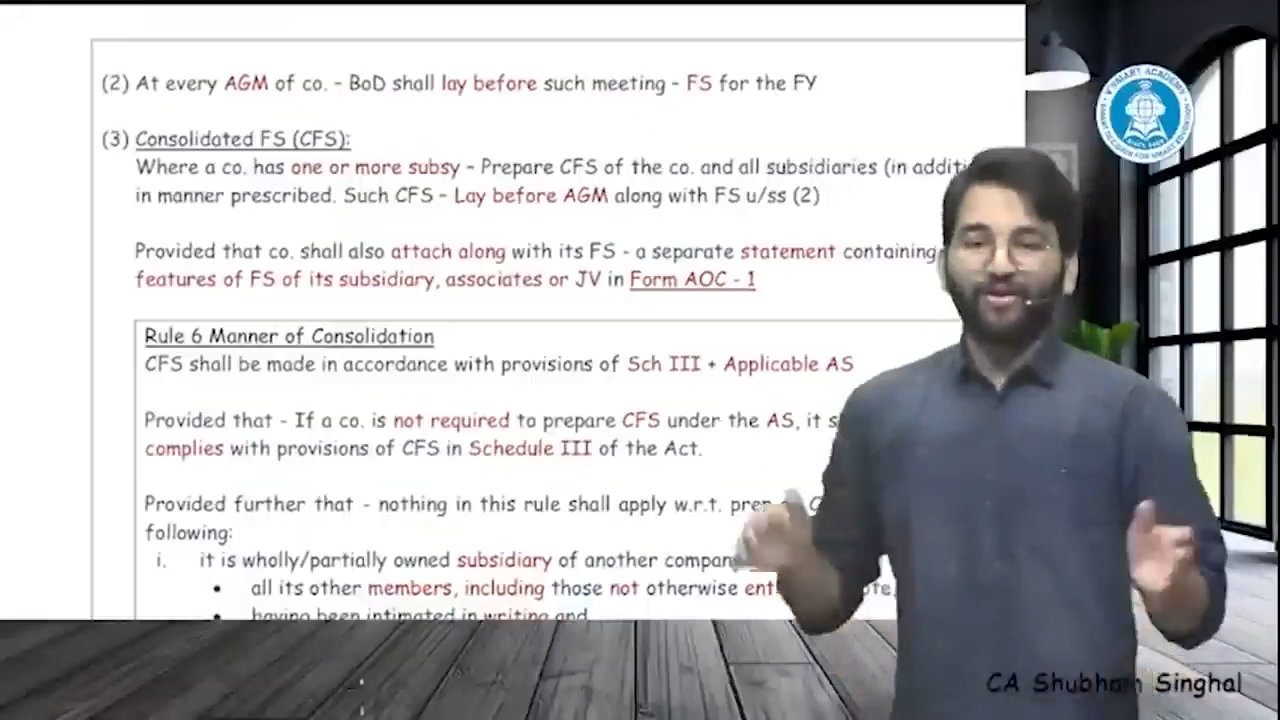 (2) At every AGM of co. - BoD shall lay before such meeting - FS for the FY
(3) Consolidated FS (CFS):
Where a co. has one or more subsy - Prepare CFS of the co. and all subsidiaries (in
in manner prescribed. Such CFS - Lay before AGM along with FS u/ss (2)
Provided that co. shall also attach along with its FS - a separate statement containing
features of FS of its subsidiary, associates or JV in Form AOC - 1
Rule 6 Manner of Consolidation
CFS shall be made in accordance with provisions of Sch III + Applicable AS
Provided that - If a co. is not required to prepare CFS under the AS, it
complies with provisions of CFS in Schedule III of the Act.
Provided further that - nothing in this rule shall apply w.r.t.
following:
i. it is wholly/partially owned subsidiary of another
• all its other members, including those not otherwise
• having been intimated in writing and
CA Shubham Singhal